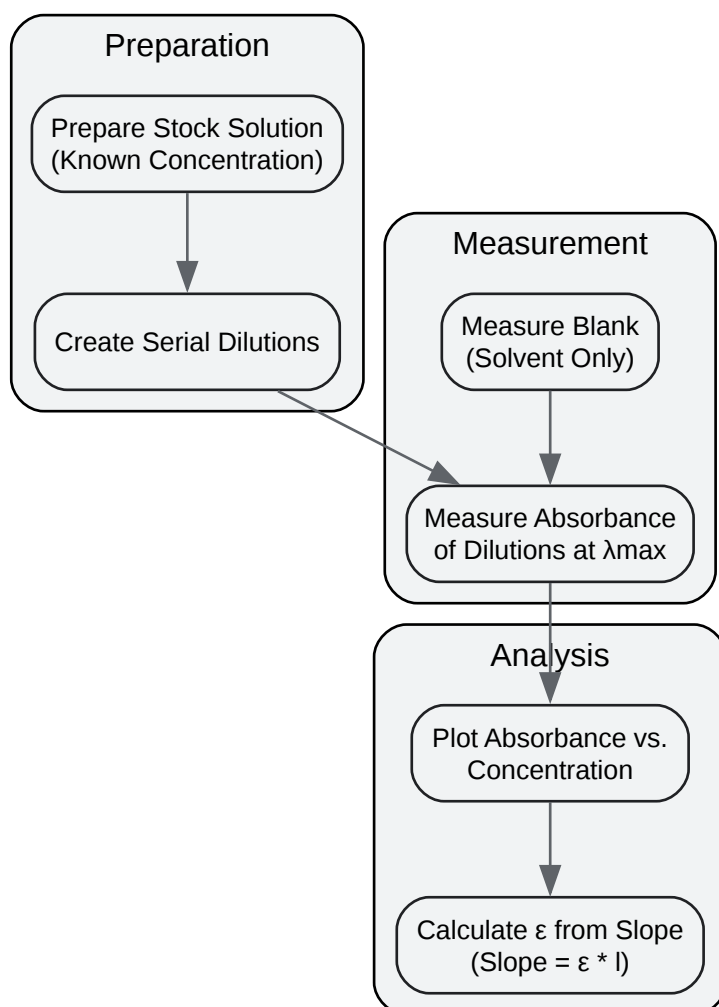 Preparation
Prepare Stock Solution
(Known Concentration)
Create Serial Dilutions
Measurement
Measure Blank
(Solvent Only)
Measure Absorbance
of Dilutions at λmax
Analysis
Plot Absorbance vs.
Concentration
Calculate ε from Slope
(Slope = ε * l)